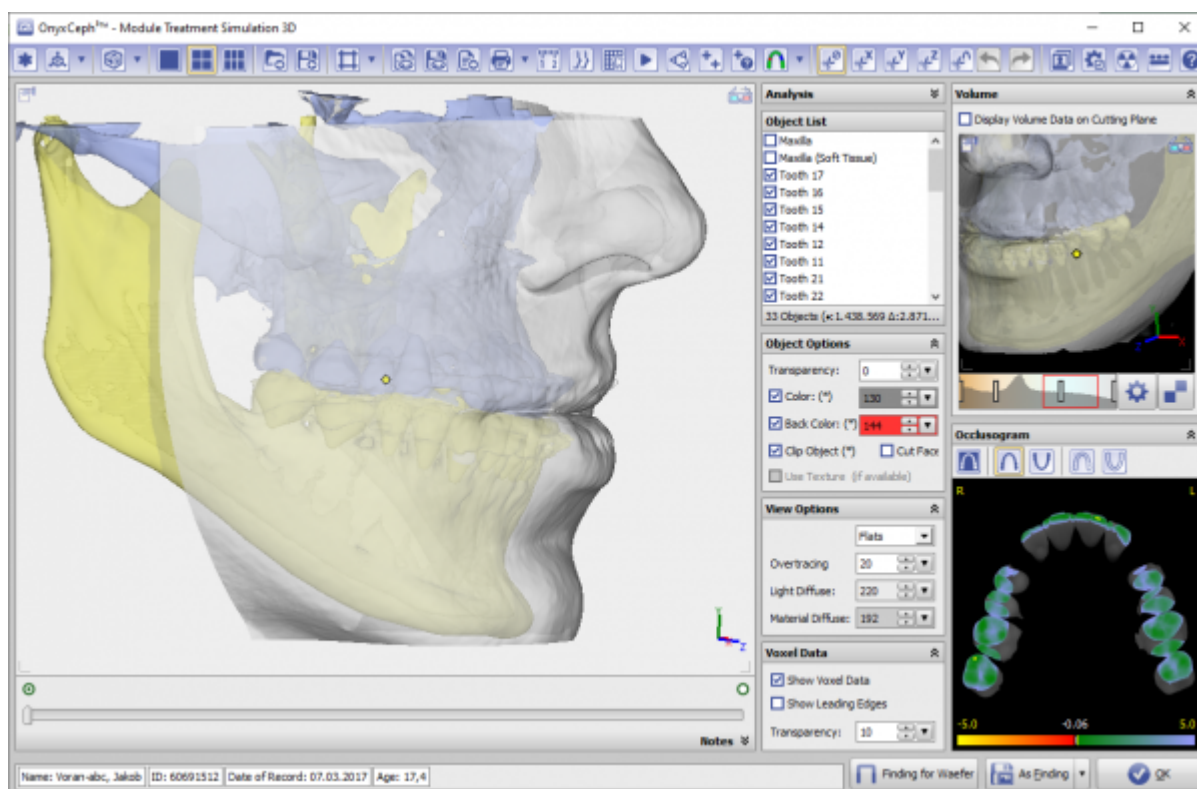 OnyxCeph³™ - Module Treatment Simulation 3D
Analysis
Object List
Maxilla
Maxilla (Soft Tissue)
Tooth 17
Tooth 16
Tooth 15
Tooth 14
Tooth 12
Tooth 11
Tooth 21
Tooth 22
33 Objects (•:1.438.569 Δ:2.871...
Object Options
Transparency: 0
Color: (*) 130
Back Color: (*) 144
Clip Object (*) Cut Face
Use Texture (if available)
View Options
Flats
Overtracing 20
Light Diffuse: 220
Material Diffuse: 192
Voxel Data
Show Voxel Data
Show Leading Edges
Transparency: 10
Volume
Display Volume Data on Cutting Plane
Y
X
Z
Occlusogram
R L
-5.0 -0.06 5.0
Y
Z
Notes
Name: Voran-abc, Jakob ID: 60691512 Date of Record: 07.03.2017 Age: 17,4
Finding for Waefer As Finding OK